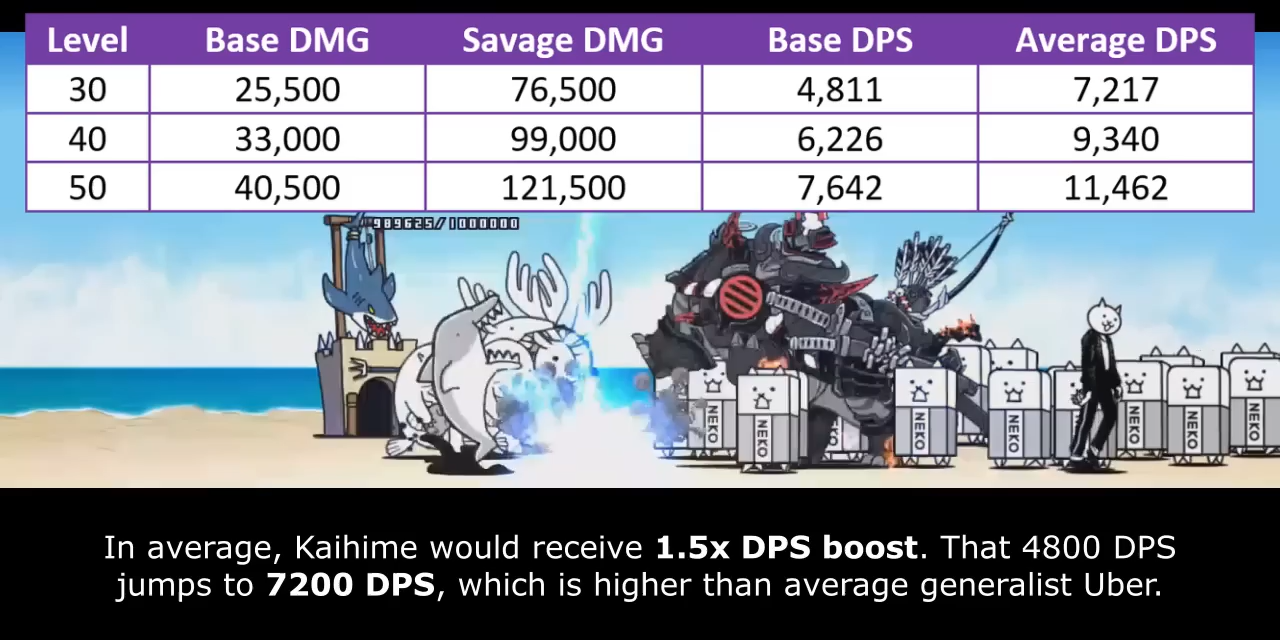 Level Base DMG Savage DMG Base DPS Average DPS
30 25,500 76,500 4,811 7,217
40 33,000 99,000 6,226 9,340
50 40,500 121,500 7,642 11,462
989625/1000000
NEKO
NEKO
NEKO
NEKO
NEKO
NEKO
NEKO
NEKO
In average, Kaihime would receive 1.5x DPS boost. That 4800 DPS
jumps to 7200 DPS, which is higher than average generalist Uber.